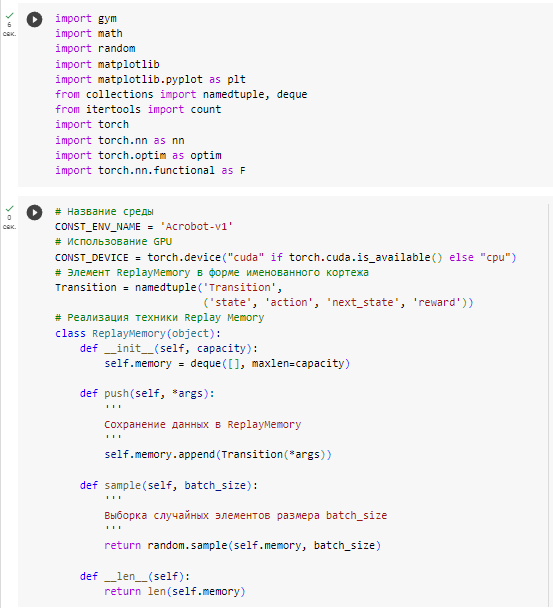 6
сек.
import gym
import math
import random
import matplotlib
import matplotlib.pyplot as plt
from collections import namedtuple, deque
from itertools import count
import torch
import torch.nn as nn
import torch.optim as optim
import torch.nn.functional as F
0
сек.
# Название среды
CONST_ENV_NAME = 'Acrobot-v1'
# Использование GPU
CONST_DEVICE = torch.device("cuda" if torch.cuda.is_available() else "cpu")
# Элемент ReplayMemory в форме именованного кортежа
Transition = namedtuple('Transition',
                        ('state', 'action', 'next_state', 'reward'))
# Реализация техники Replay Memory
class ReplayMemory(object):
    def __init__(self, capacity):
        self.memory = deque([], maxlen=capacity)
    def push(self, *args):
        '''
        Сохранение данных в ReplayMemory
        '''
        self.memory.append(Transition(*args))
    def sample(self, batch_size):
        '''
        Выборка случайных элементов размера batch_size
        '''
        return random.sample(self.memory, batch_size)
    def __len__(self):
        return len(self.memory)